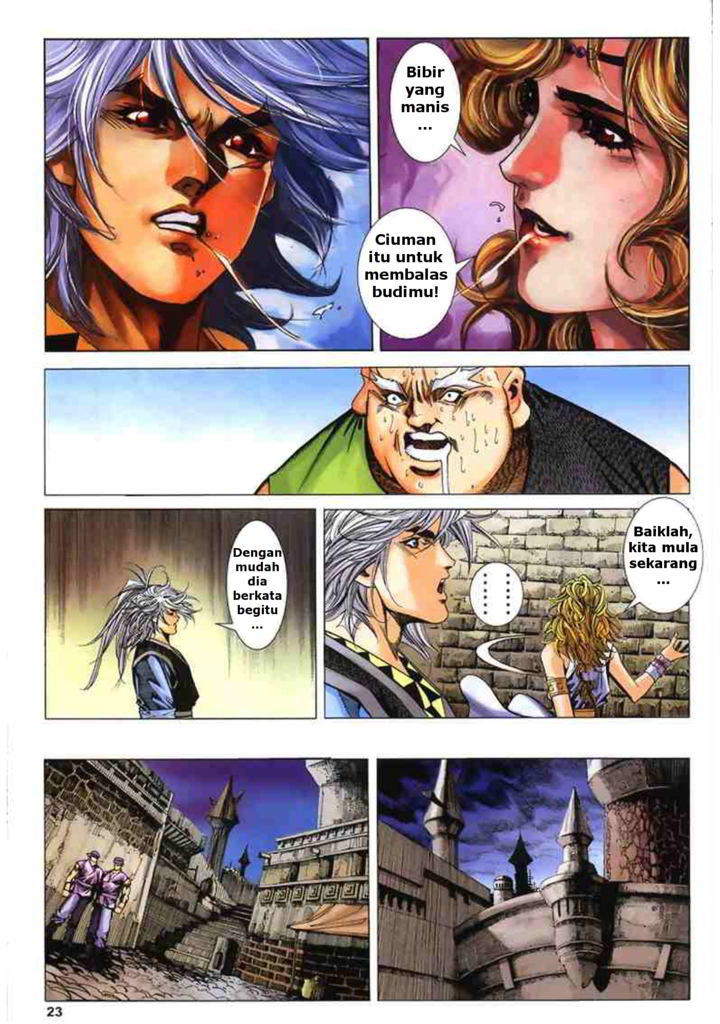 Bibir
yang
manis
...
Ciuman
itu untuk
membalas
budimu!
Dengan
mudah
dia
berkata
begitu
...
Baiklah,
kita mula
sekarang
...
23